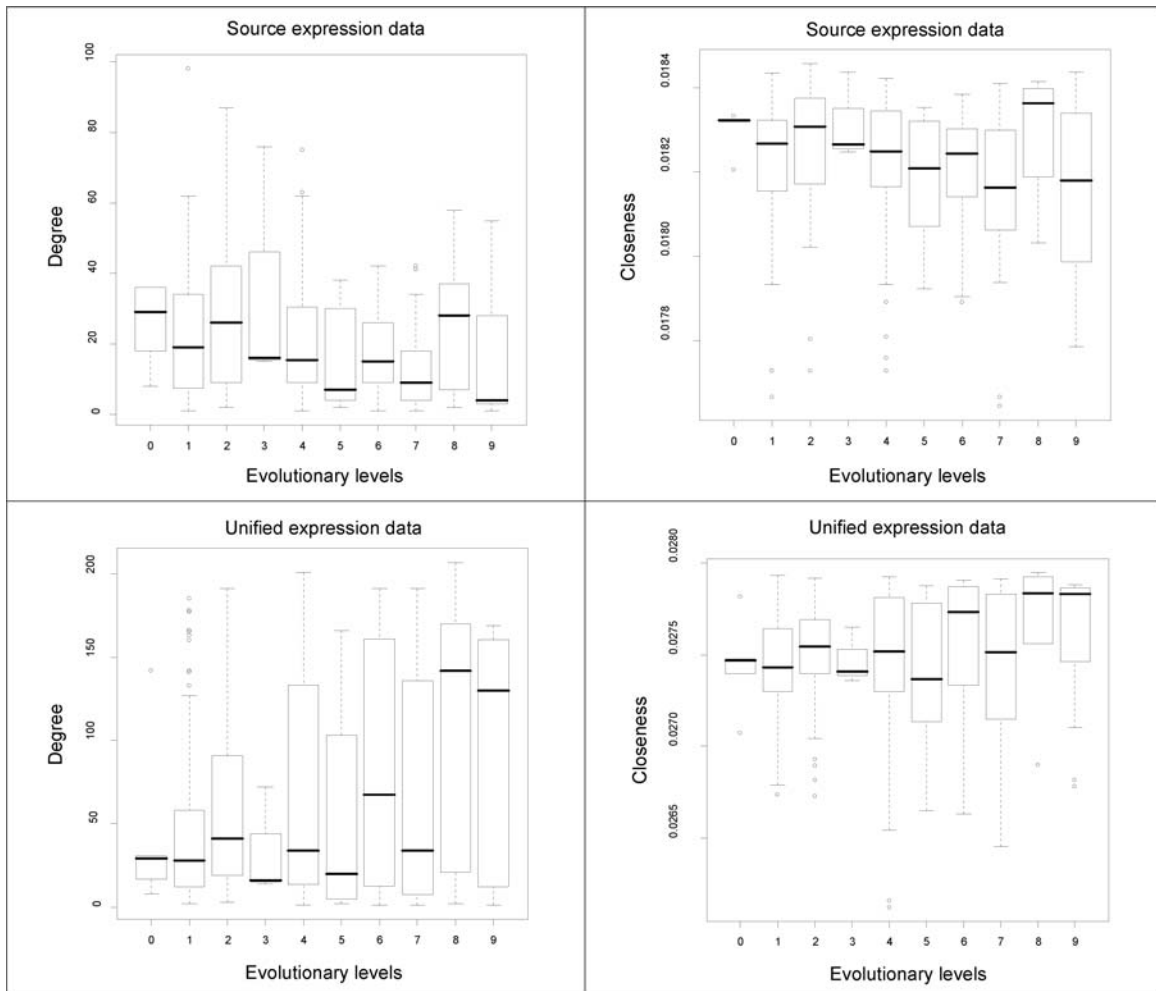 Source expression data
100
80
60
40
20
0
Degree
0 1 2 3 4 5 6 7 8 9
Evolutionary levels
Source expression data
0.0184
0.0182
0.0180
0.0178
Closeness
0 1 2 3 4 5 6 7 8 9
Evolutionary levels
Unified expression data
200
150
100
50
0
Degree
0 1 2 3 4 5 6 7 8 9
Evolutionary levels
Unified expression data
0.0280
0.0275
0.0270
0.0265
Closeness
0 1 2 3 4 5 6 7 8 9
Evolutionary levels